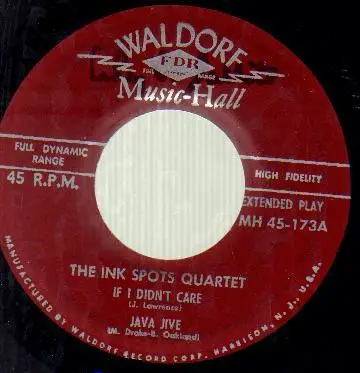 WALDORF
FDR
FULL DYNAMIC RANGE
Music-Hall
FULL DYNAMIC
RANGE
45 R.P.M.
HIGH FIDELITY
EXTENDED PLAY
MH 45-173A
THE INK SPOTS QUARTET
IF I DIDN'T CARE
(J. Lawrence)
JAVA JIVE
(M. Drake-B. Oakland)
MANUFACTURED BY WALDORF RECORD CORP. HARRISON, N. J., U.S.A.